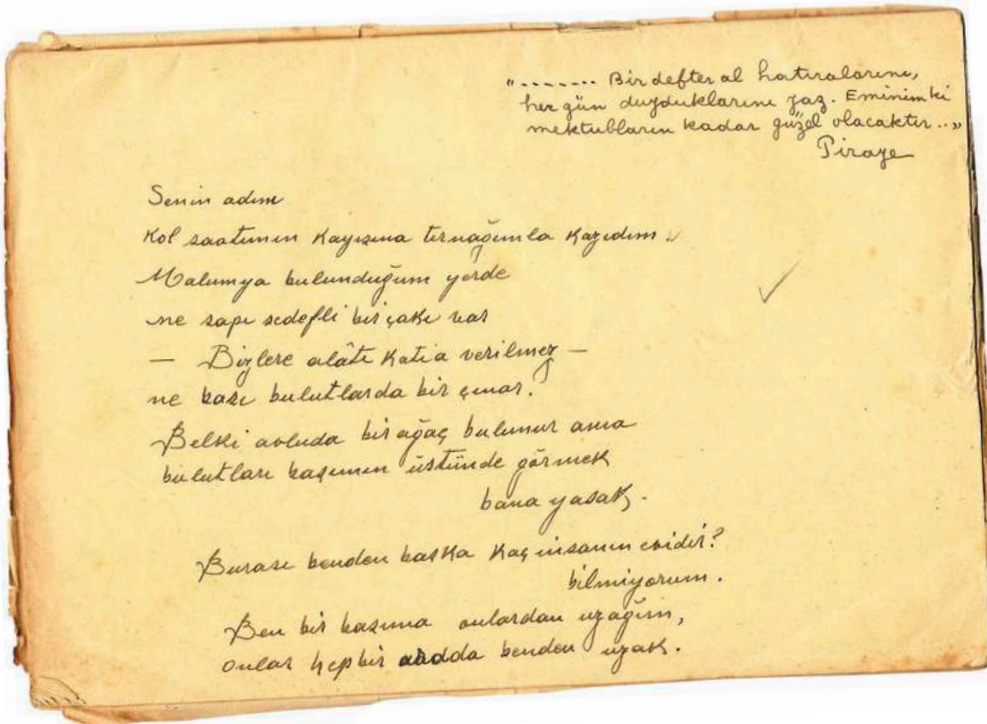 "....... Bir defter al hatıralarını,
her gün duyduklarını yaz. Eminim ki
mektubların kadar güzel olacaktır.."
Piraye
Senin adını
Kol saatımın Kayışına tırnağımla Kazıdım.
Malumya bulunduğum yerde
ne sapı sedefli bir çakı var
— Bizlere alâtı Katia verilmez —
ne başı bulutlarda bir çınar.
Belki avluda bir ağaç bulunur ama
bulutları başımın üstünde görmek
bana yasak.
Burası benden başka Kaç insanın evidir?
bilmiyorum.
Ben bir başıma onlardan uzağım,
onlar hep bir arada benden uzak.